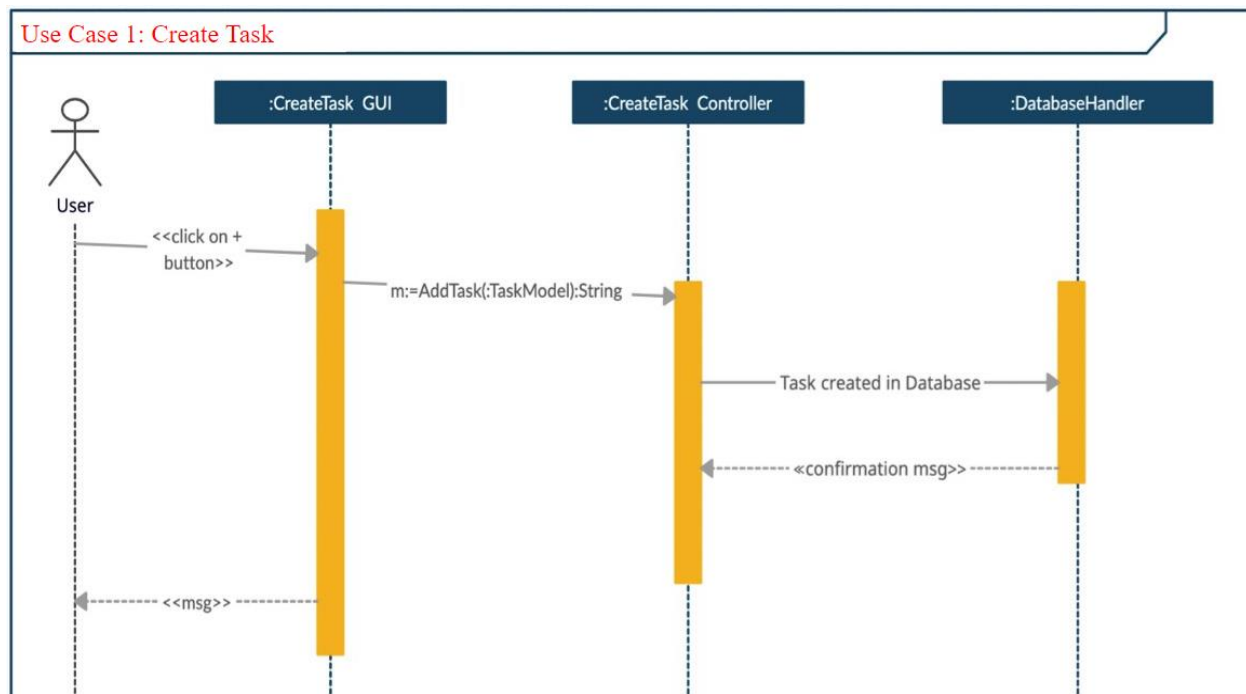 Use Case 1: Create Task
:CreateTask GUI
:CreateTask Controller
:DatabaseHandler
User
<<click on +
button>>
m:=AddTask(:TaskModel):String
Task created in Database
«confirmation msg>>
<<msg>>